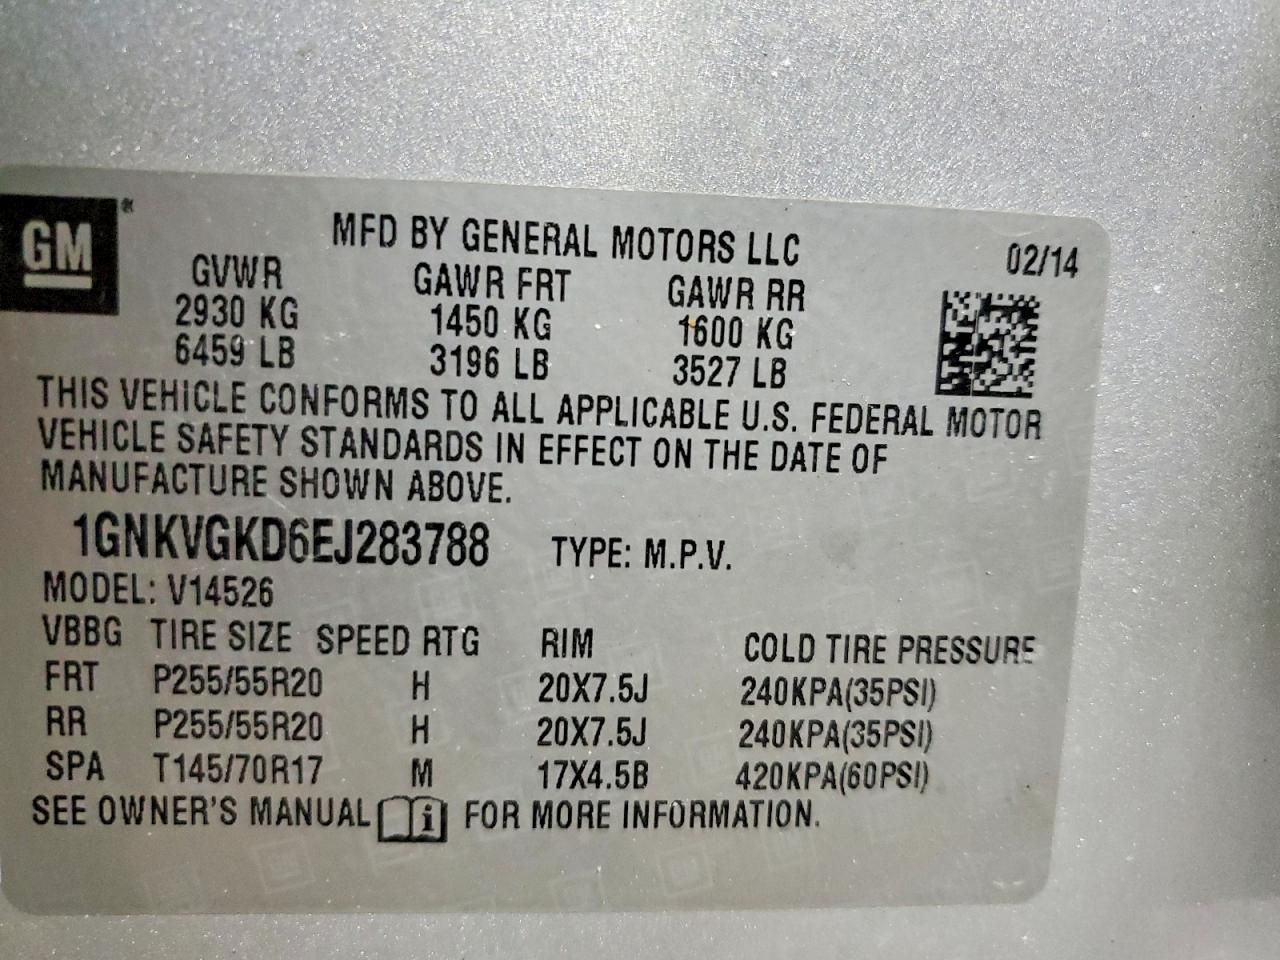 GM®
MFD BY GENERAL MOTORS LLC
02/14
GVWR GAWR FRT GAWR RR
2930 KG 1450 KG 1600 KG
6459 LB 3196 LB 3527 LB
THIS VEHICLE CONFORMS TO ALL APPLICABLE U.S. FEDERAL MOTOR
VEHICLE SAFETY STANDARDS IN EFFECT ON THE DATE OF
MANUFACTURE SHOWN ABOVE.
1GNKVGKD6EJ283788 TYPE: M.P.V.
MODEL: V14526
VBBG TIRE SIZE SPEED RTG RIM COLD TIRE PRESSURE
FRT P255/55R20 H 20X7.5J 240KPA(35PSI)
RR P255/55R20 H 20X7.5J 240KPA(35PSI)
SPA T145/70R17 M 17X4.5B 420KPA(60PSI)
SEE OWNER'S MANUAL i FOR MORE INFORMATION.